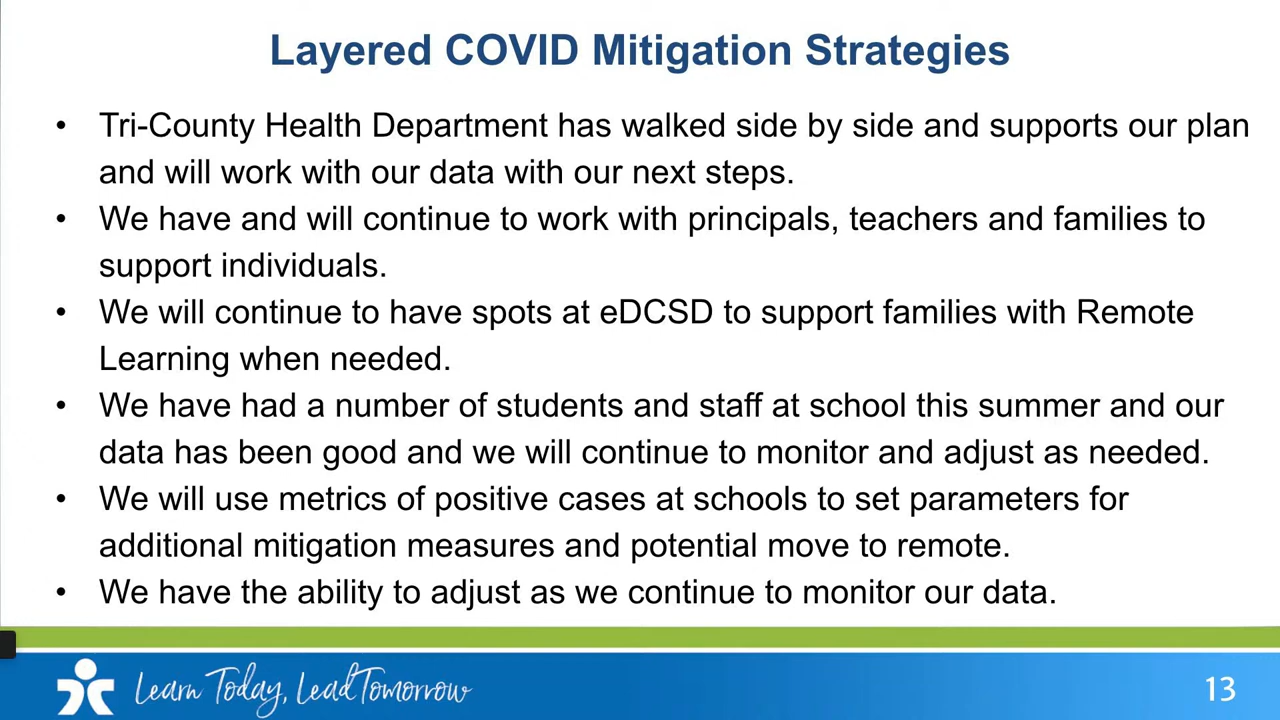 Layered COVID Mitigation Strategies
• Tri-County Health Department has walked side by side and supports our plan
and will work with our data with our next steps.
• We have and will continue to work with principals, teachers and families to
support individuals.
• We will continue to have spots at eDCSD to support families with Remote
Learning when needed.
• We have had a number of students and staff at school this summer and our
data has been good and we will continue to monitor and adjust as needed.
• We will use metrics of positive cases at schools to set parameters for
additional mitigation measures and potential move to remote.
• We have the ability to adjust as we continue to monitor our data.
Learn Today, Lead Tomorrow
13